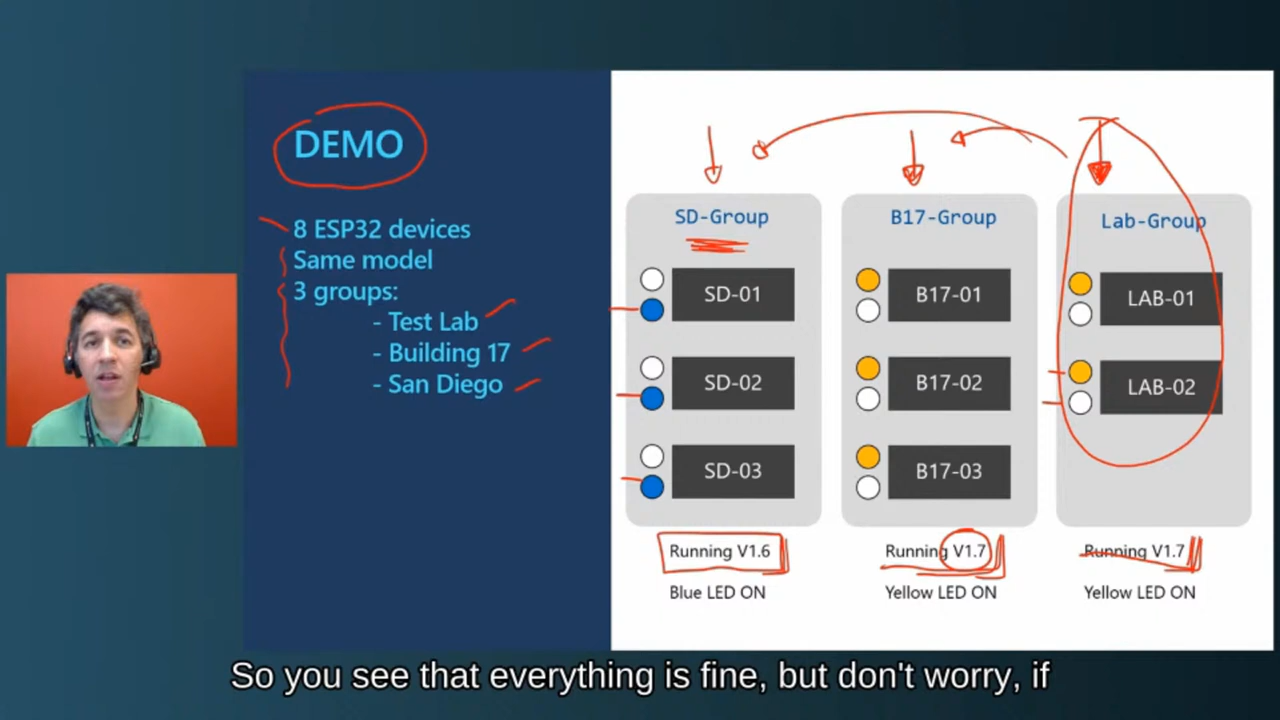 DEMO
8 ESP32 devices
Same model
3 groups:
- Test Lab
- Building 17
- San Diego
SD-Group
SD-01
SD-02
SD-03
Running V1.6
Blue LED ON
B17-Group
B17-01
B17-02
B17-03
Running V1.7
Yellow LED ON
Lab-Group
LAB-01
LAB-02
Running V1.7
Yellow LED ON
So you see that everything is fine, but don't worry, if